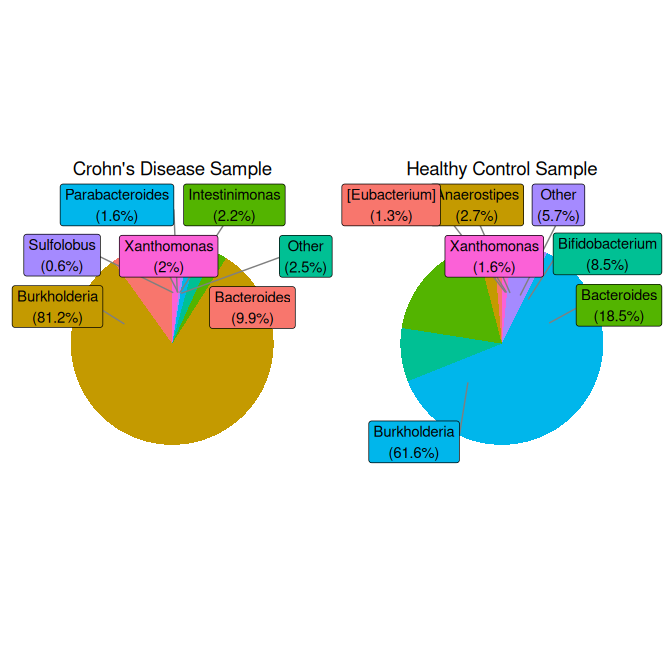 Crohn's Disease Sample
Parabacteroides
(1.6%)
Intestinimonas
(2.2%)
Sulfolobus
(0.6%)
Xanthomonas
(2%)
Other
(2.5%)
Burkholderia
(81.2%)
Bacteroides
(9.9%)
Healthy Control Sample
[Eubacterium]
(1.3%)
Anaerostipes
(2.7%)
Other
(5.7%)
Xanthomonas
(1.6%)
Bifidobacterium
(8.5%)
Bacteroides
(18.5%)
Burkholderia
(61.6%)